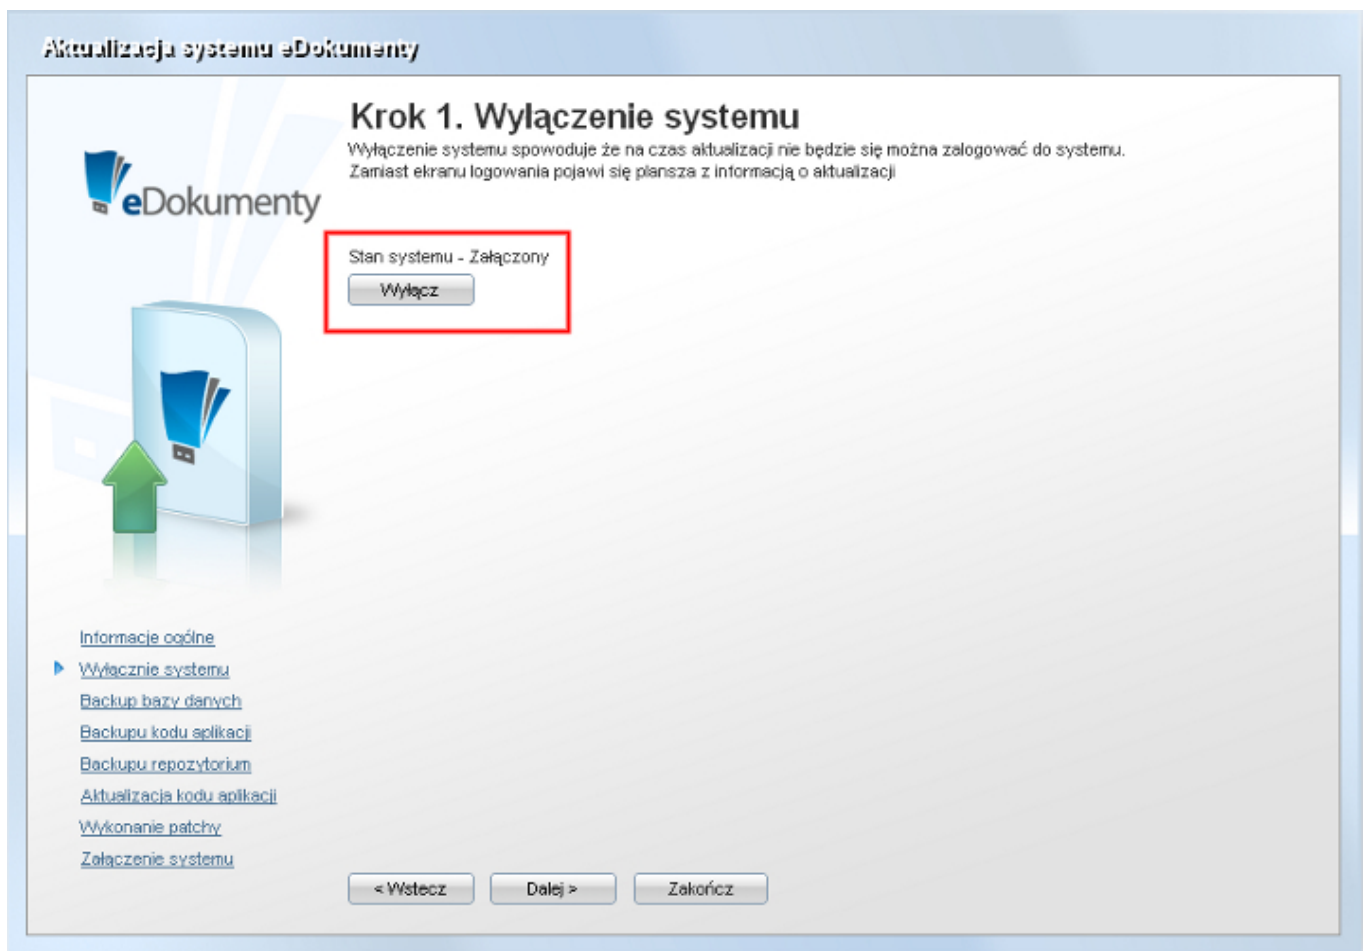 Aktualizacja systemu eDokumenty
Krok 1. Wyłączenie systemu
Wyłączenie systemu spowoduje że na czas aktualizacji nie będzie się można zalogować do systemu.
Zamiast ekranu logowania pojawi się plansza z informacją o aktualizacji
eDokumenty
Stan systemu - Załączony
Wyłącz
Informacje ogólne
Wyłącznie systemu
Backup bazy danych
Backupu kodu aplikacji
Backupu repozytorium
Aktualizacja kodu aplikacji
Wykonanie patchy
Załączenie systemu
< Wstecz
Dalej >
Zakończ